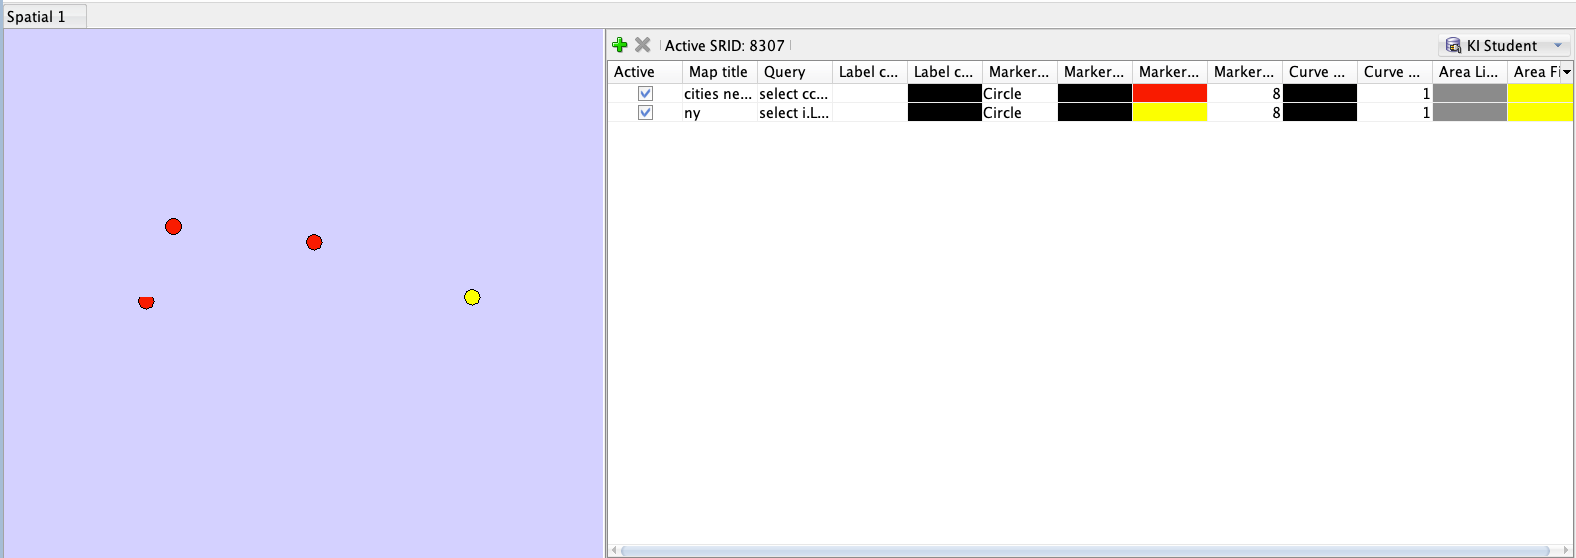 Spatial 1
Active SRID: 8307
KI Student
Active Map title Query Label c... Label c... Marker... Marker... Marker... Marker... Curve ... Curve ... Area Li... Area Fi
cities ne... select cc... Circle 8 1
ny select i.L... Circle 8 1